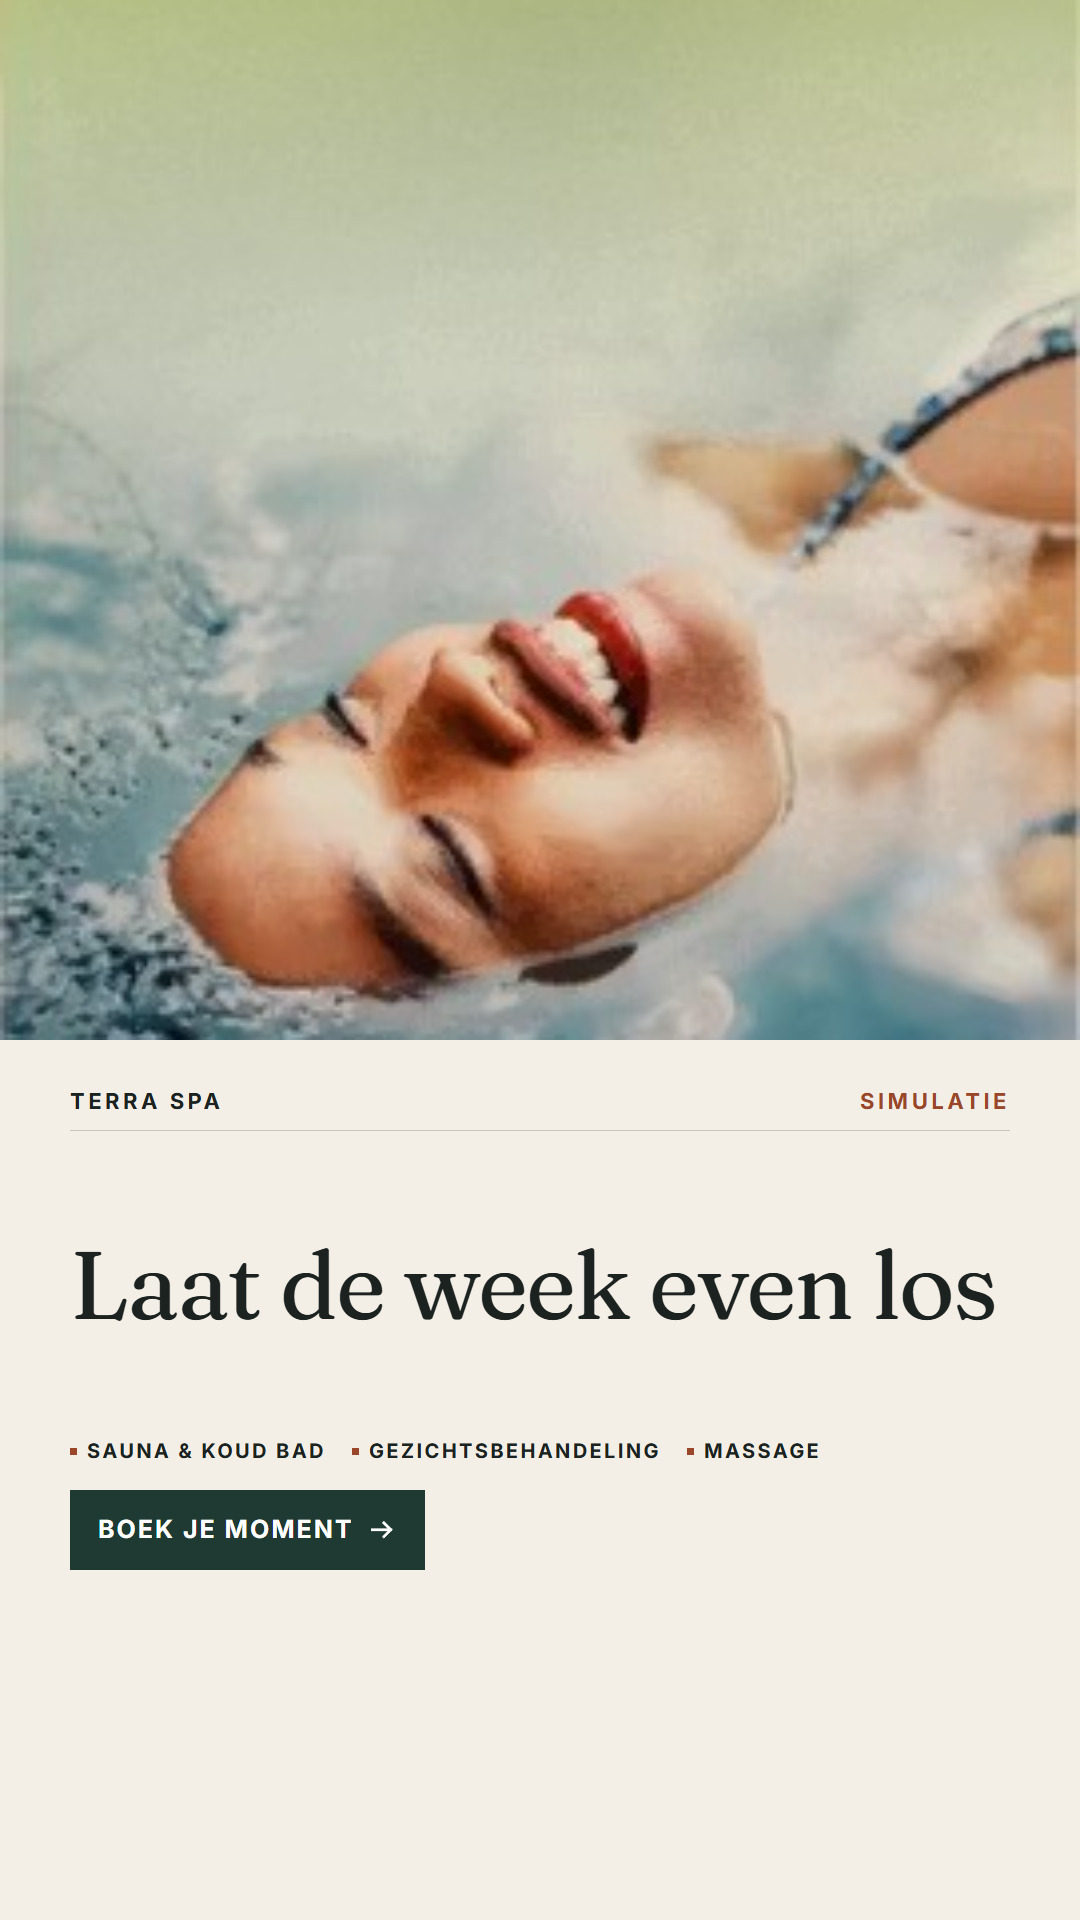 TERRA SPA
SIMULATIE
Laat de week even los
SAUNA & KOUD BAD GEZICHTSBEHANDELING MASSAGE
BOEK JE MOMENT →